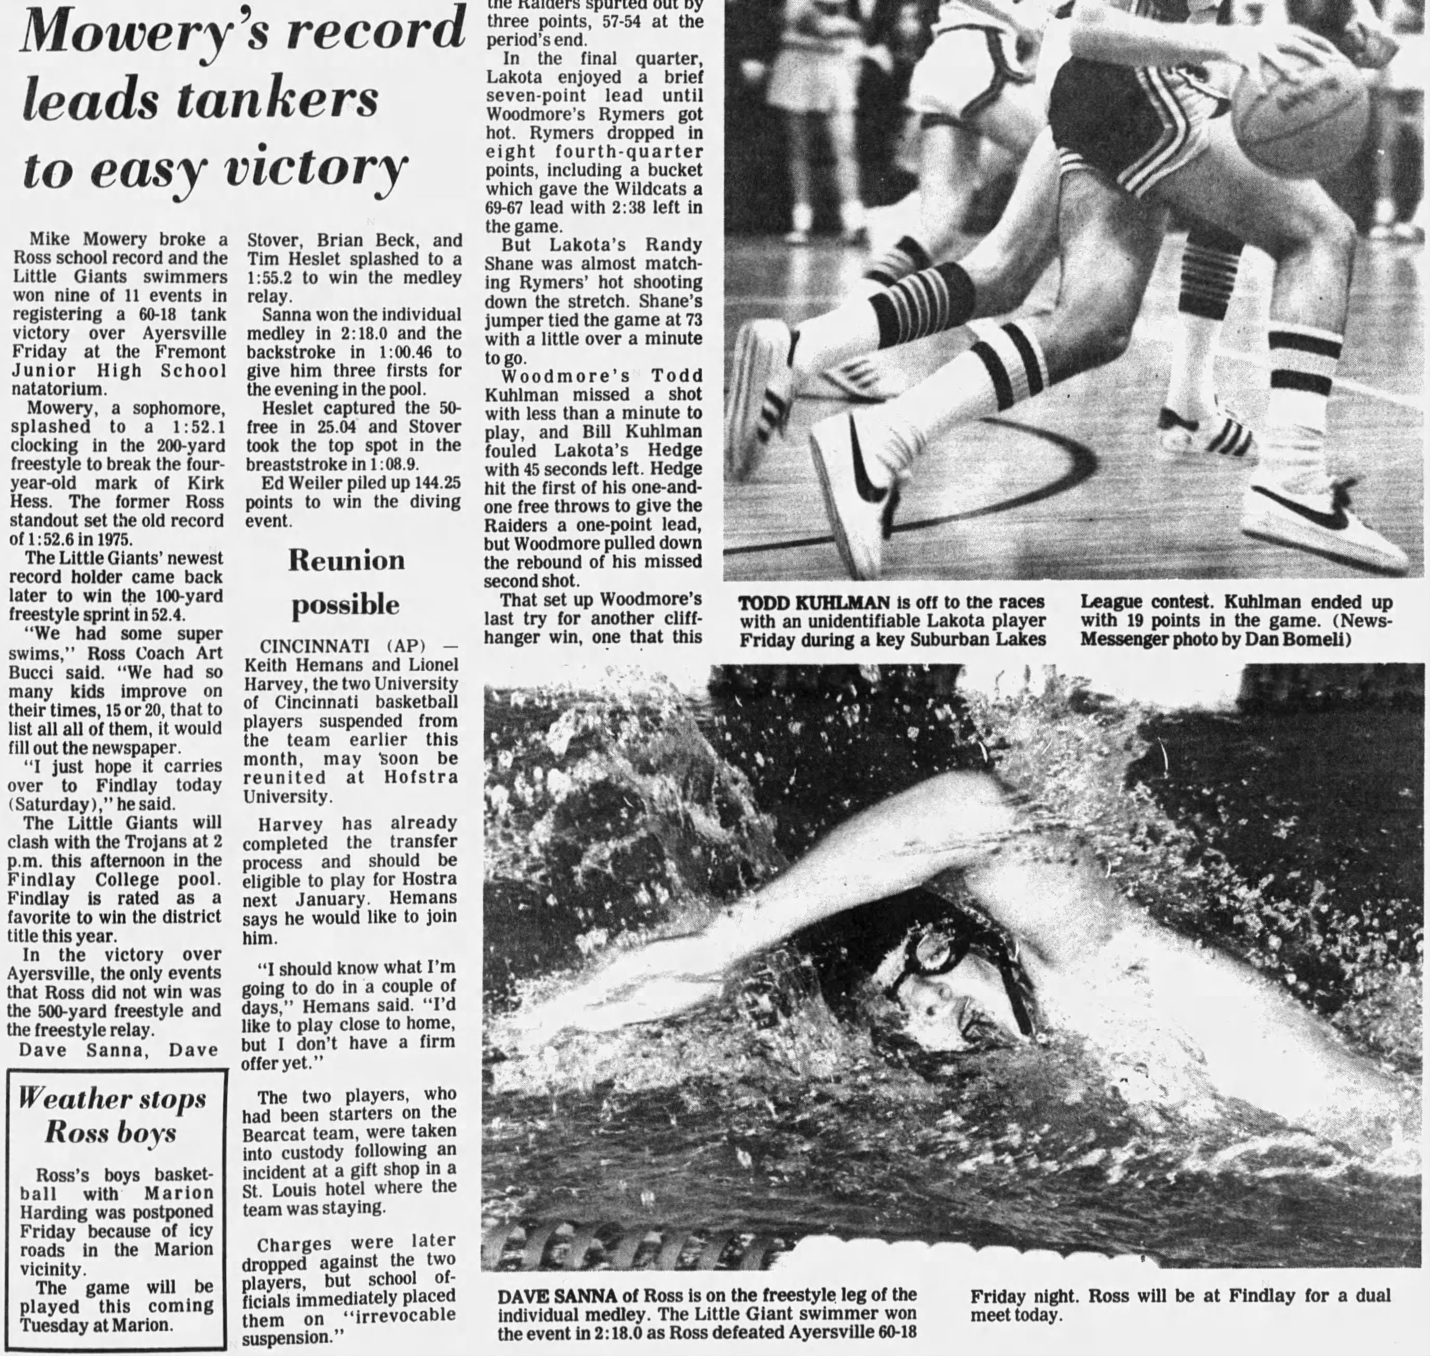 Mowery's record
leads tankers
to easy victory
Mike Mowery broke a
Ross school record and the
Little Giants swimmers
won nine of 11 events in
registering a 60-18 tank
victory over Ayersville
Friday at the Fremont
Junior High School
natatorium.
Mowery, a sophomore,
splashed to a 1:52.1
clocking in the 200-yard
freestyle to break the four-
year-old mark of Kirk
Hess. The former Ross
standout set the old record
of 1:52.6 in 1975.
The Little Giants' newest
record holder came back
later to win the 100-yard
freestyle sprint in 52.4.
"We had some super
swims," Ross Coach Art
Bucci said. "We had so
many kids improve on
their times, 15 or 20, that to
list all all of them, it would
fill out the newspaper.
"I just hope it carries
over to Findlay today
(Saturday)," he said.
The Little Giants will
clash with the Trojans at 2
p.m. this afternoon in the
Findlay College pool.
Findlay is rated as a
favorite to win the district
title this year.
In the victory over
Ayersville, the only events
that Ross did not win was
the 500-yard freestyle and
the freestyle relay.
Dave Sanna, Dave
Stover, Brian Beck, and
Tim Heslet splashed to a
1:55.2 to win the medley
relay.
Sanna won the individual
medley in 2:18.0 and the
backstroke in 1:00.46 to
give him three firsts for
the evening in the pool.
Heslet captured the 50-
free in 25.04 and Stover
took the top spot in the
breaststroke in 1:08.9.
Ed Weiler piled up 144.25
points to win the diving
event.
Weather stops
Ross boys
Ross's boys basket-
ball with Marion
Harding was postponed
Friday because of icy
roads in the Marion
vicinity.
The game will be
played this coming
Tuesday at Marion.
Reunion
possible
CINCINNATI (AP) —
Keith Hemans and Lionel
Harvey, the two University
of Cincinnati basketball
players suspended from
the team earlier this
month, may soon be
reunited at Hofstra
University.
Harvey has already
completed the transfer
process and should be
eligible to play for Hostra
next January. Hemans
says he would like to join
him.
"I should know what I'm
going to do in a couple of
days," Hemans said. "I'd
like to play close to home,
but I don't have a firm
offer yet."
The two players, who
had been starters on the
Bearcat team, were taken
into custody following an
incident at a gift shop in a
St. Louis hotel where the
team was staying.
Charges were later
dropped against the two
players, but school of-
ficials immediately placed
them on "irrevocable
suspension."
the Raiders spurted out by
three points, 57-54 at the
period's end.
In the final quarter,
Lakota enjoyed a brief
seven-point lead until
Woodmore's Rymers got
hot. Rymers dropped in
eight fourth-quarter
points, including a bucket
which gave the Wildcats a
69-67 lead with 2:38 left in
the game.
But Lakota's Randy
Shane was almost match-
ing Rymers' hot shooting
down the stretch. Shane's
jumper tied the game at 73
with a little over a minute
to go.
Woodmore's Todd
Kuhlman missed a shot
with less than a minute to
play, and Bill Kuhlman
fouled Lakota's Hedge
with 45 seconds left. Hedge
hit the first of his one-and-
one free throws to give the
Raiders a one-point lead,
but Woodmore pulled down
the rebound of his missed
second shot.
That set up Woodmore's
last try for another cliff-
hanger win, one that this
TODD KUHLMAN is off to the races
with an unidentifiable Lakota player
Friday during a key Suburban Lakes
League contest. Kuhlman ended up
with 19 points in the game. (News-
Messenger photo by Dan Bomeli)
DAVE SANNA of Ross is on the freestyle leg of the
individual medley. The Little Giant swimmer won
the event in 2:18.0 as Ross defeated Ayersville 60-18
Friday night. Ross will be at Findlay for a dual
meet today.